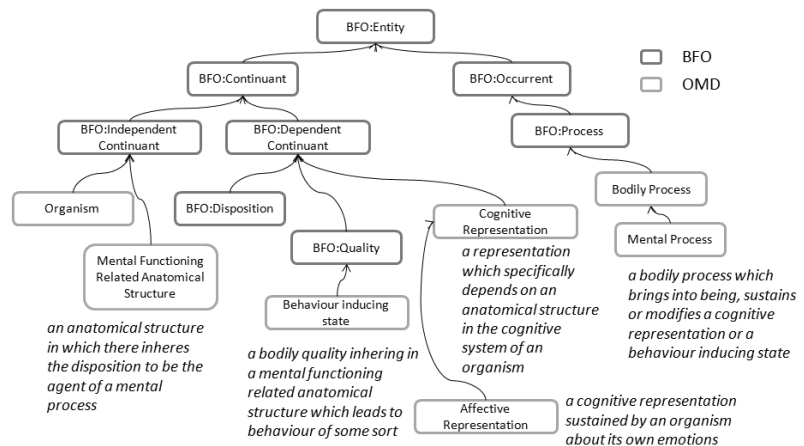 BFO:Entity
BFO
OMD
BFO:Continuant
BFO:Occurrent
BFO:Independent
Continuant
BFO:Dependent
Continuant
BFO:Process
Organism
BFO:Disposition
Cognitive
Representation
Bodily Process
Mental Functioning
Related Anatomical
Structure
BFO:Quality
Mental Process
Behaviour inducing
state
an anatomical structure
in which there inheres
the disposition to be
the agent of a mental
process
a bodily quality inhering in
a mental functioning
related anatomical
structure which leads to
behaviour of some sort
a representation
which specifically
depends on an
anatomical structure
in the cognitive
system of an
organism
a bodily process which
brings into being, sustains
or modifies a cognitive
representation or a
behaviour inducing state
Affective
Representation
a cognitive representation
sustained by an organism
about its own emotions